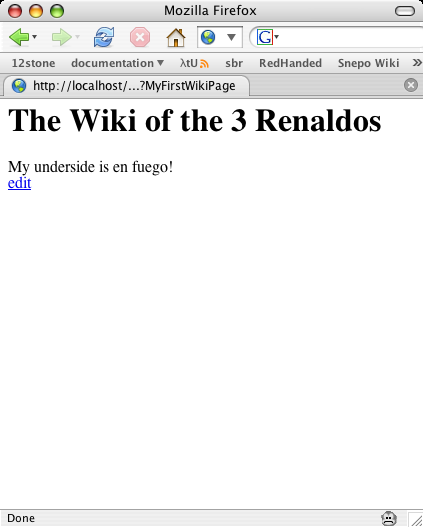 Mozilla Firefox
G
12stone documentation λtU sbr RedHanded Snepo Wiki »
http://localhost/...?MyFirstWikiPage
The Wiki of the 3 Renaldos
My underside is en fuego!
edit
Done